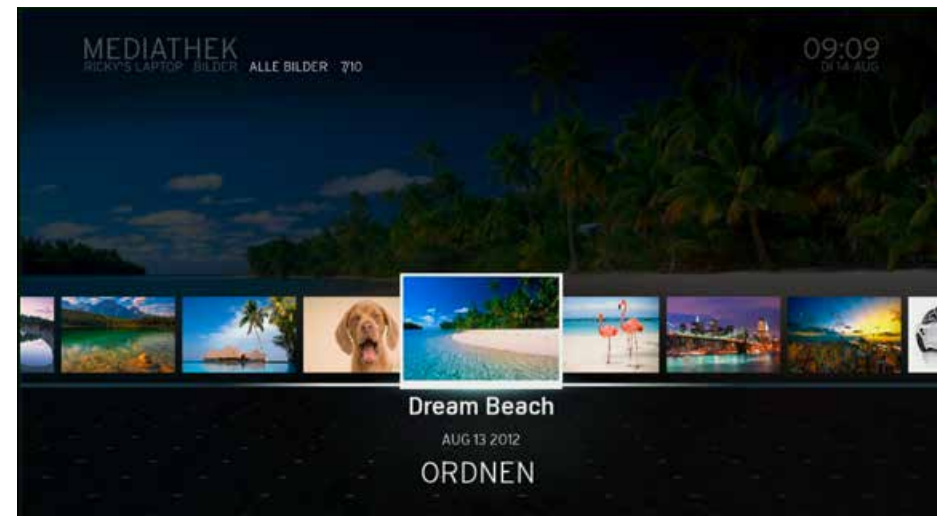 MEDIATHEK
RICKY'S LAPTOP BILDER ALLE BILDER 7/10
09:09
DI 14 AUG
Dream Beach
AUG 13 2012
ORDNEN